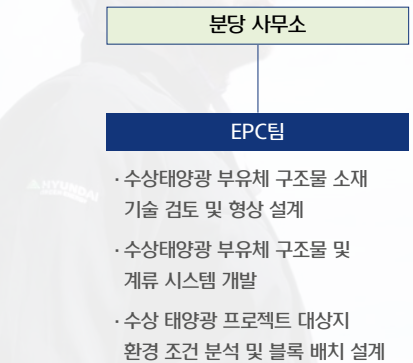 분당 사무소
EPC팀
· 수상태양광 부유체 구조물 소재
기술 검토 및 형상 설계
· 수상태양광 부유체 구조물 및
계류 시스템 개발
· 수상 태양광 프로젝트 대상지
환경 조건 분석 및 블록 배치 설계
HYUNDAI